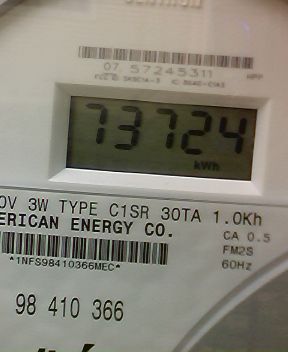 07 57245311
73724
kWh
0V 3W TYPE C1SR 30TA 1.0Kh
ERICAN ENERGY CO.
CA 0.5
FM2S
60Hz
*1NFS98410366MEC*
98 410 366